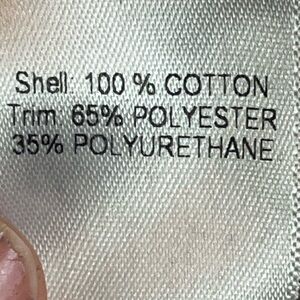 Shell: 100 % COTTON
Trim: 65% POLYESTER
35% POLYURETHANE